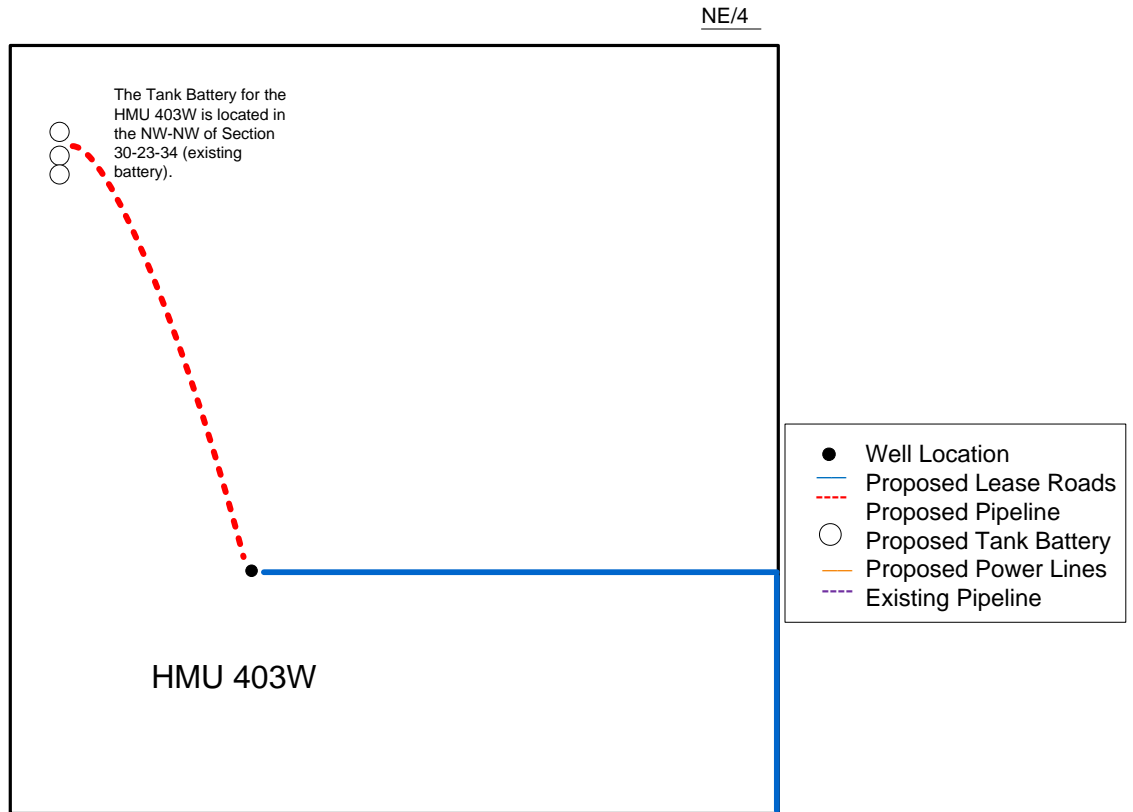 NE/4
The Tank Battery for the
HMU 403W is located in
the NW-NW of Section
30-23-34 (existing
battery).
Well Location
Proposed Lease Roads
Proposed Pipeline
Proposed Tank Battery
Proposed Power Lines
Existing Pipeline
HMU 403W